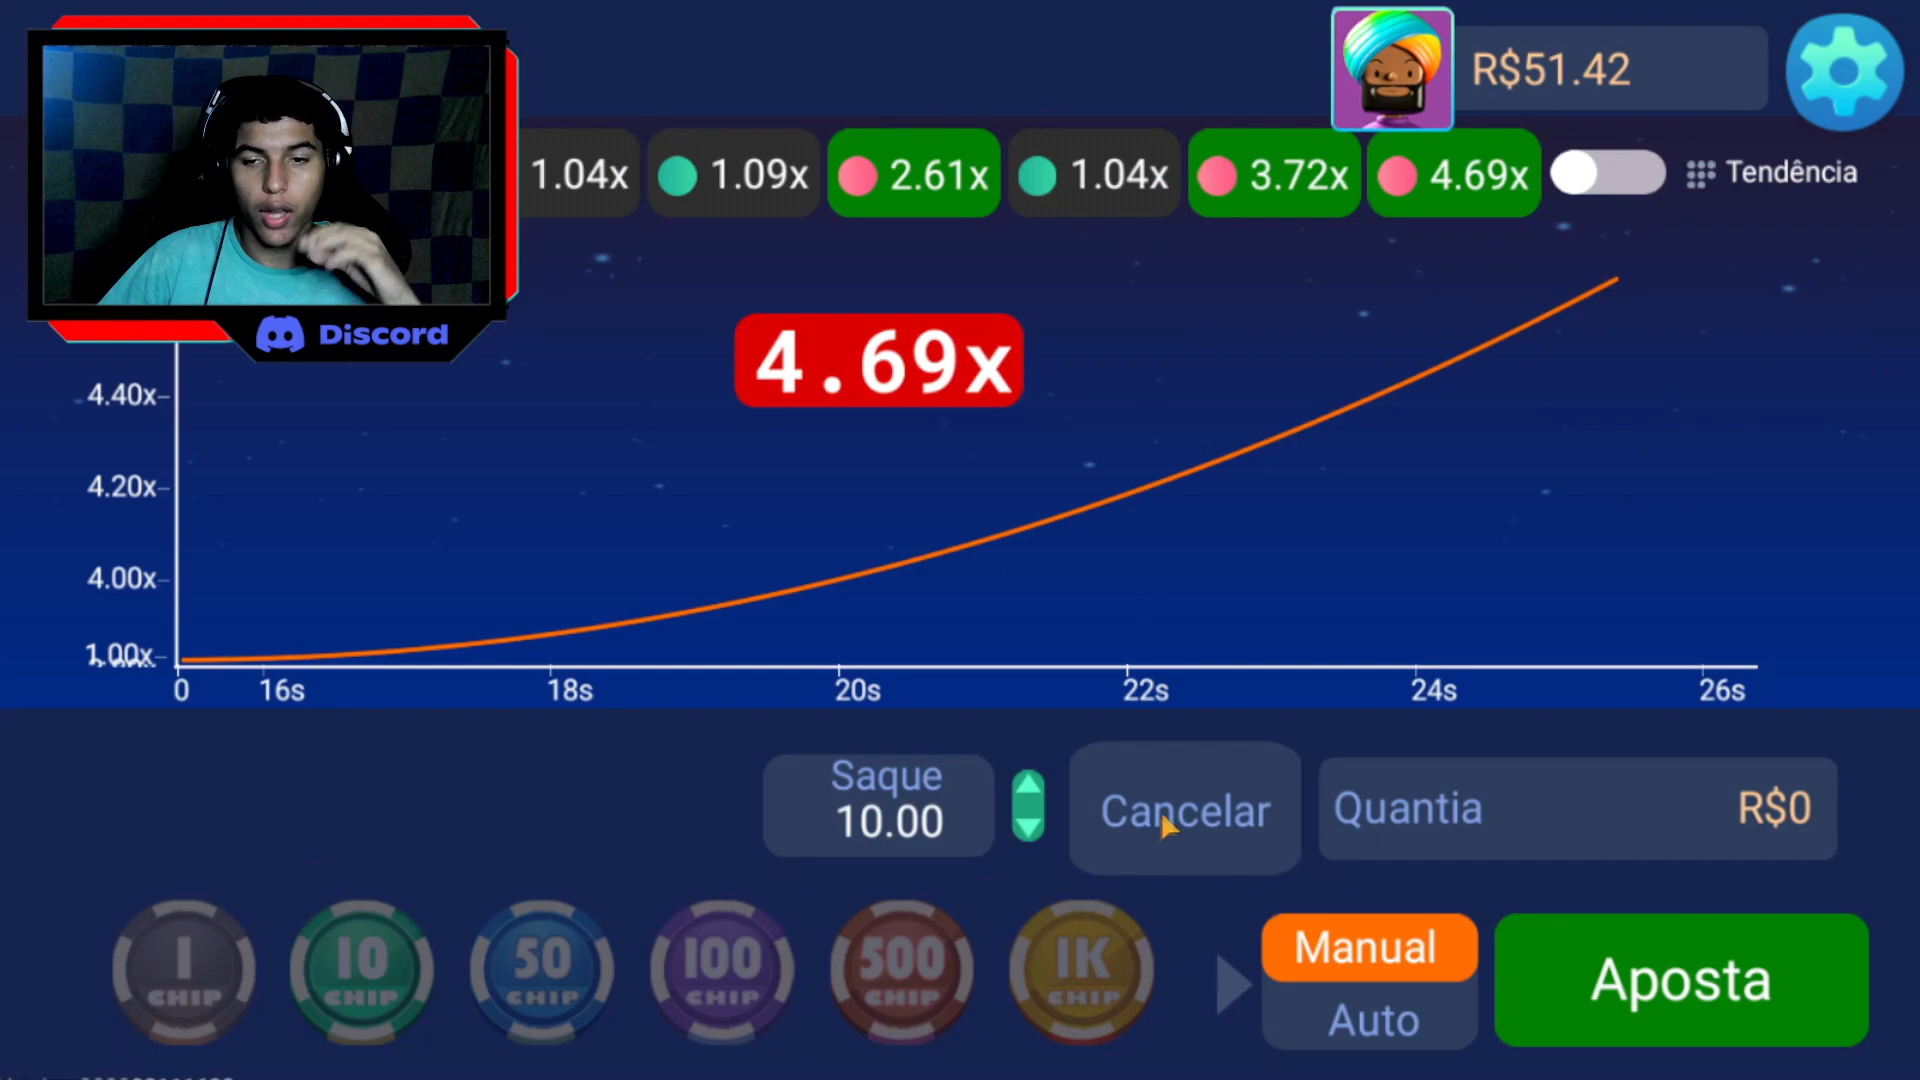 R$51.42
1.04x 1.09x 2.61x 1.04x 3.72x 4.69x Tendência
Discord
4.69x
4.40x
4.20x
4.00x
1.00x
0 16s 18s 20s 22s 24s 26s
Saque
10.00
Cancelar
Quantia R$0
1 CHIP
10 CHIP
50 CHIP
100 CHIP
500 CHIP
1K CHIP
Manual
Auto
Aposta